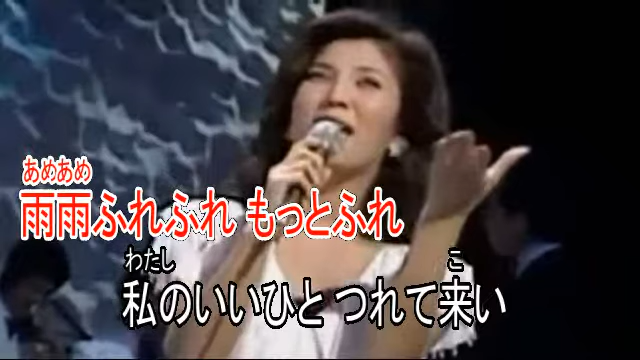 あめあめ
雨雨ふれふれ もっとふれ
わたし こ
私のいいひと つれて来い